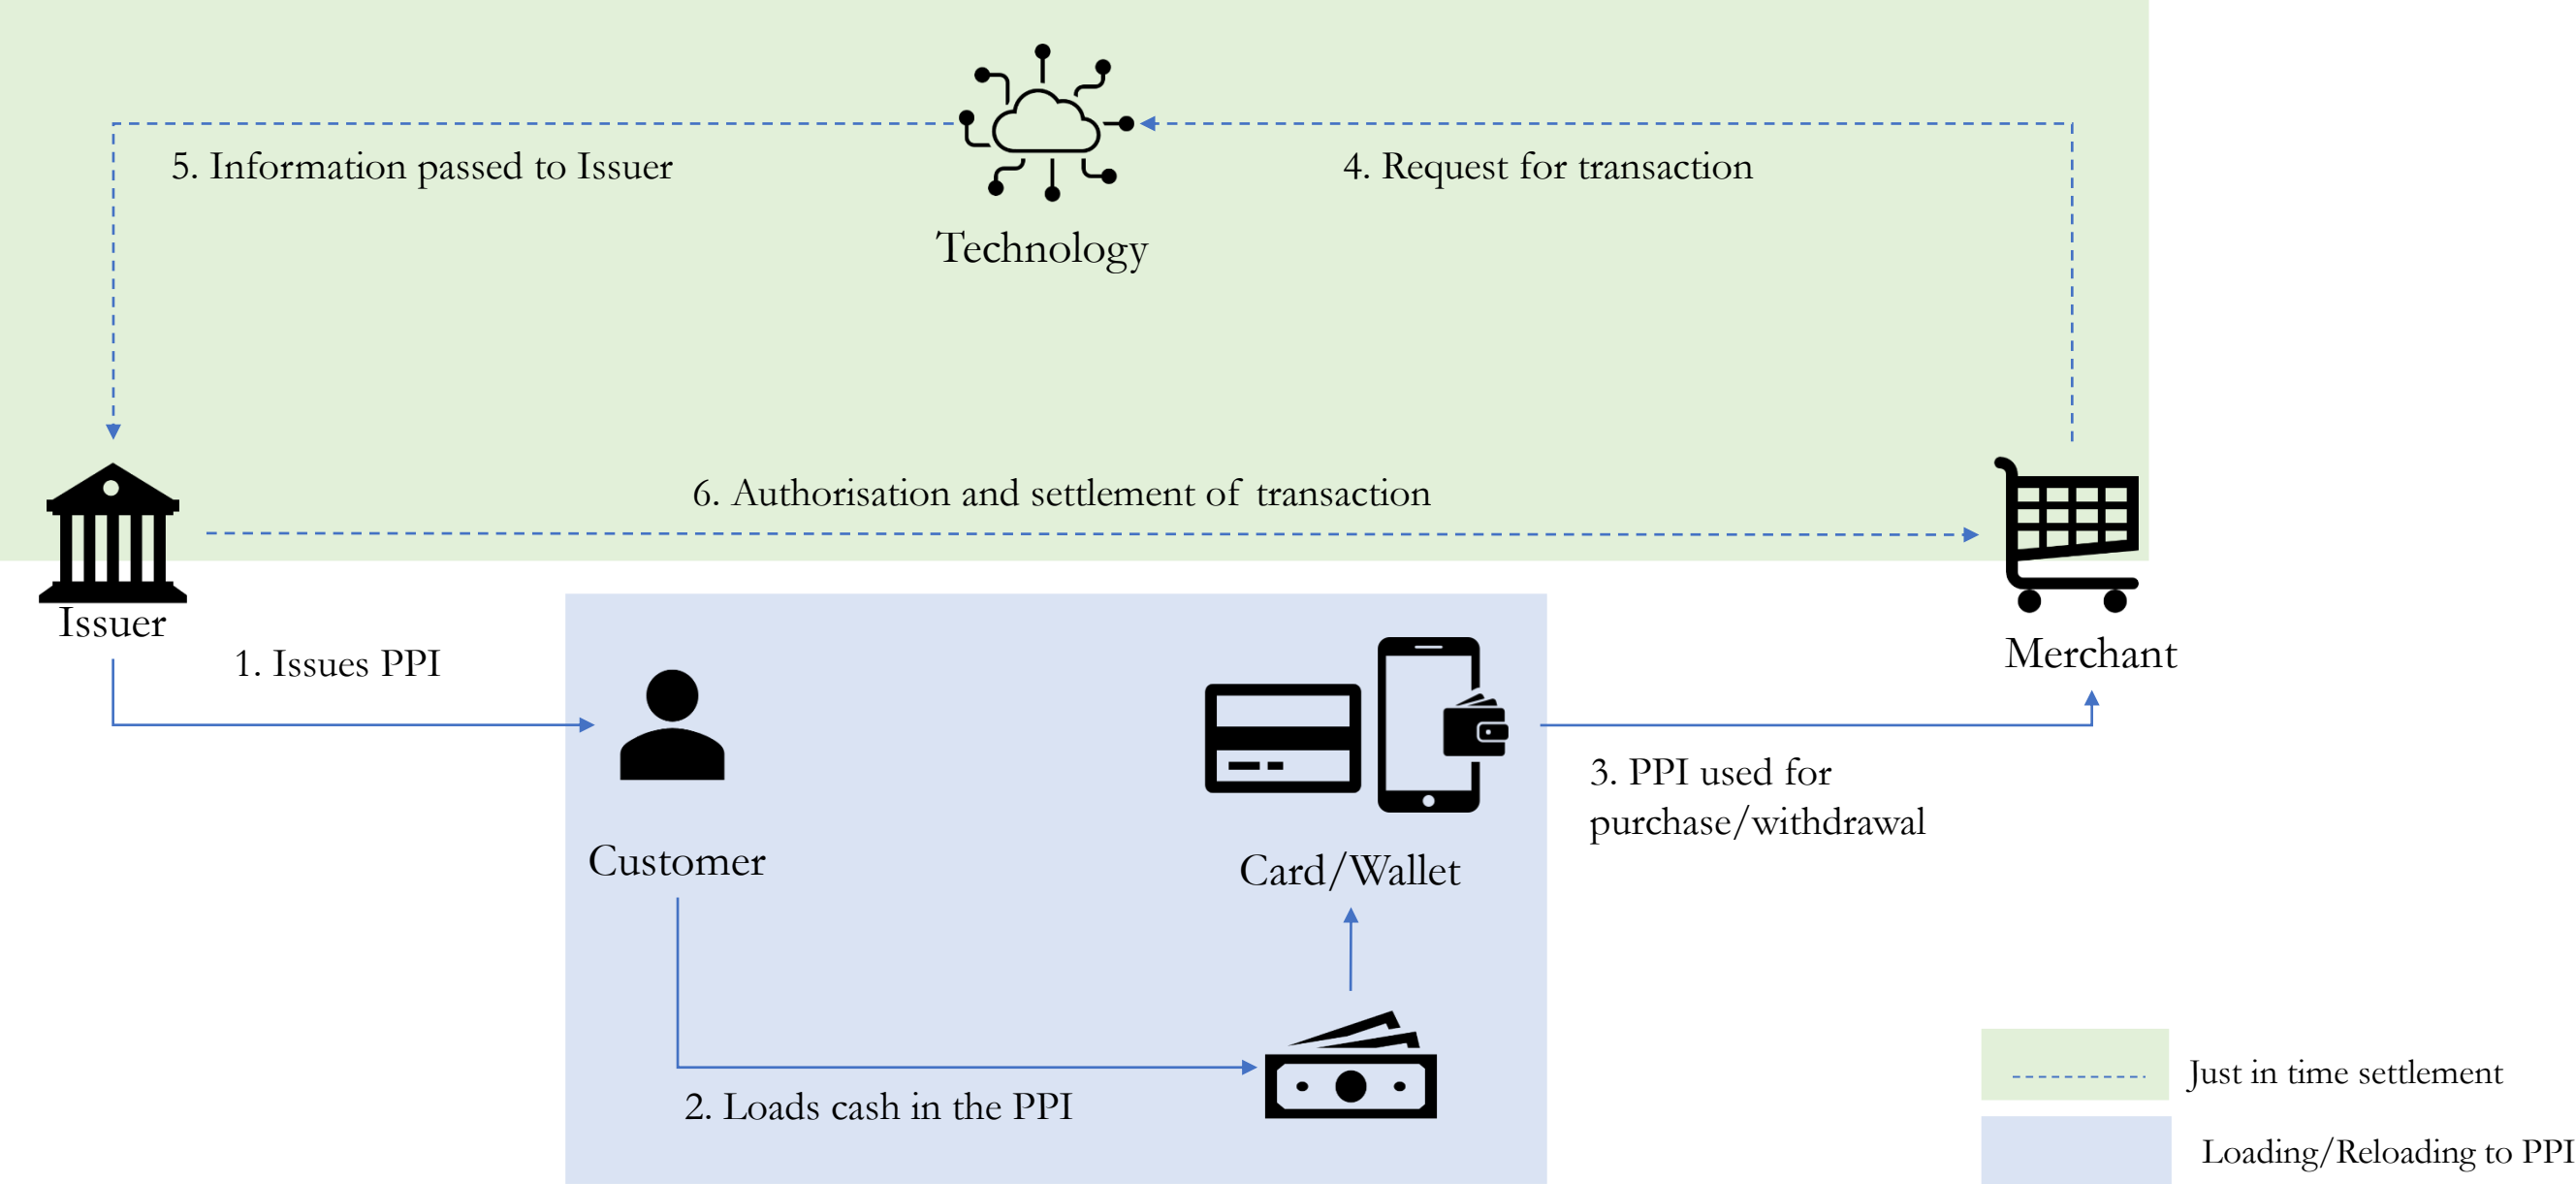 5. Information passed to Issuer
4. Request for transaction
Technology
6. Authorisation and settlement of transaction
Issuer
Merchant
1. Issues PPI
3. PPI used for
purchase/withdrawal
Customer
Card/Wallet
2. Loads cash in the PPI
Just in time settlement
Loading/Reloading to PPI